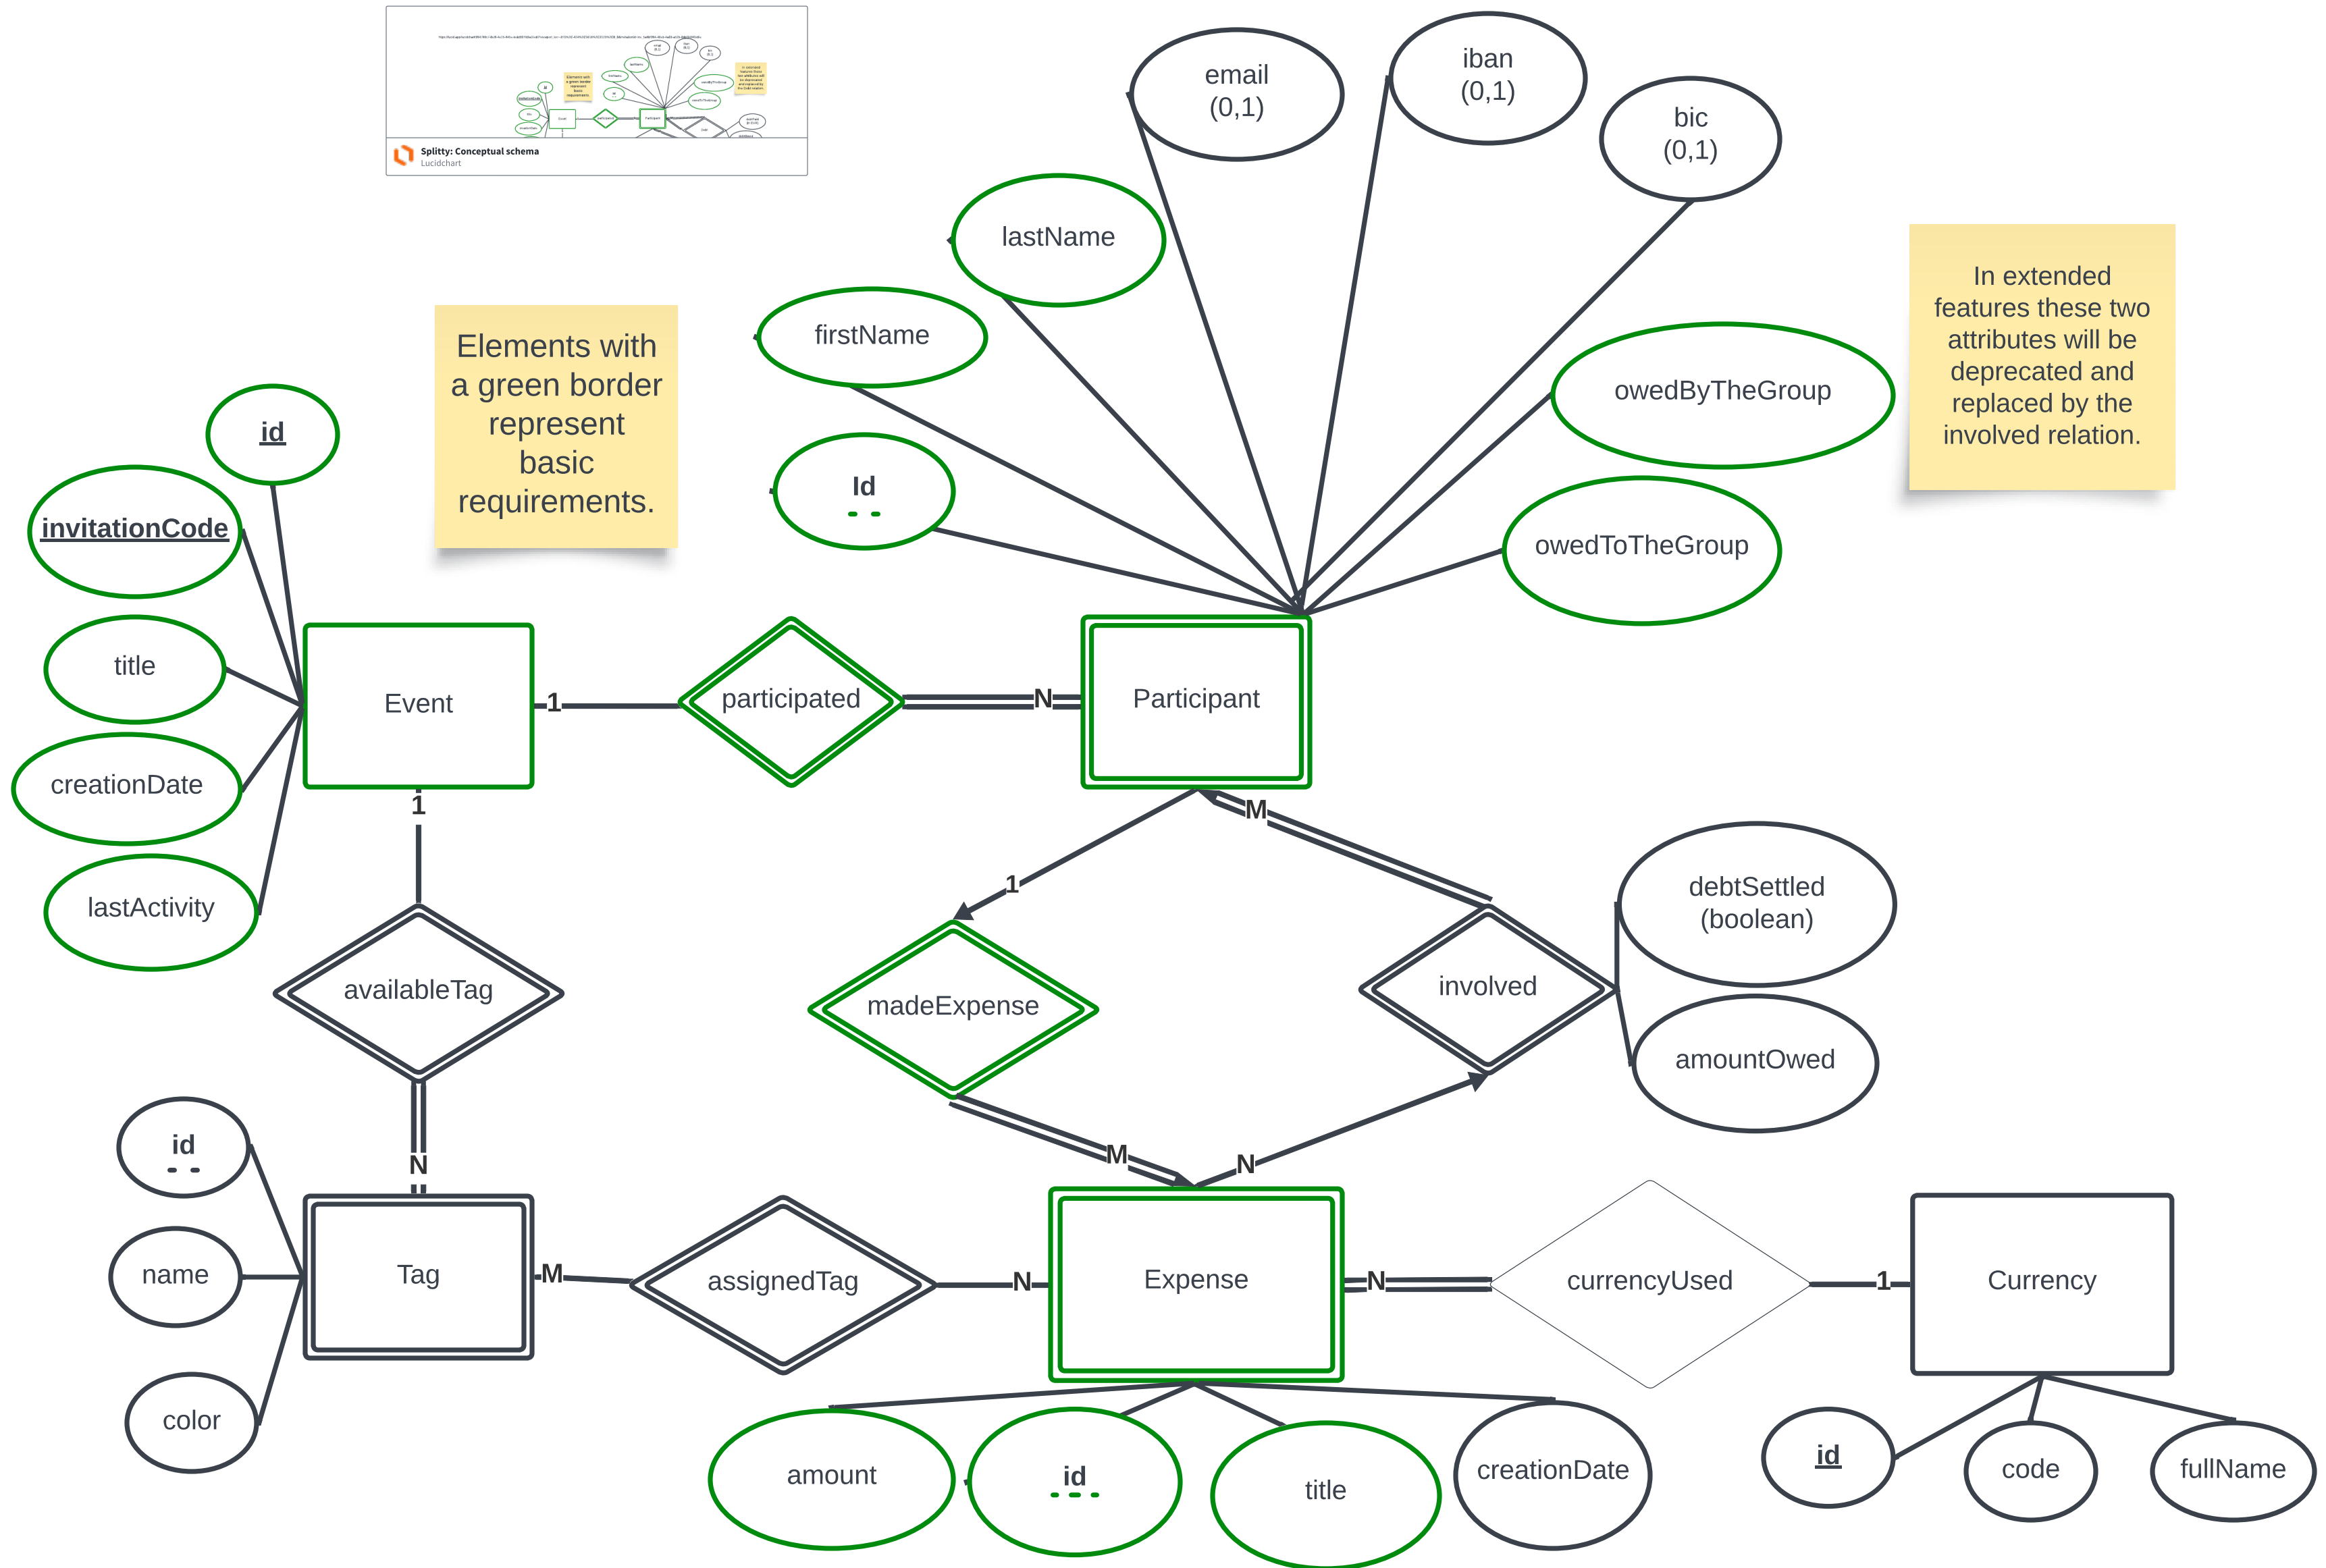 Splitty: Conceptual schema
Lucidchart
email
(0,1)
iban
(0,1)
bic
(0,1)
lastName
firstName
Id
owedByTheGroup
owedToTheGroup
In extended
features these two
attributes will be
deprecated and
replaced by the
involved relation.
Elements with
a green border
represent
basic
requirements.
id
invitationCode
title
creationDate
lastActivity
Event
1
participated
N
Participant
1
M
1
availableTag
N
madeExpense
involved
debtSettled
(boolean)
amountOwed
M
N
id
name
color
Tag
M
assignedTag
N
Expense
N
currencyUsed
1
Currency
amount
id
title
creationDate
id
code
fullName